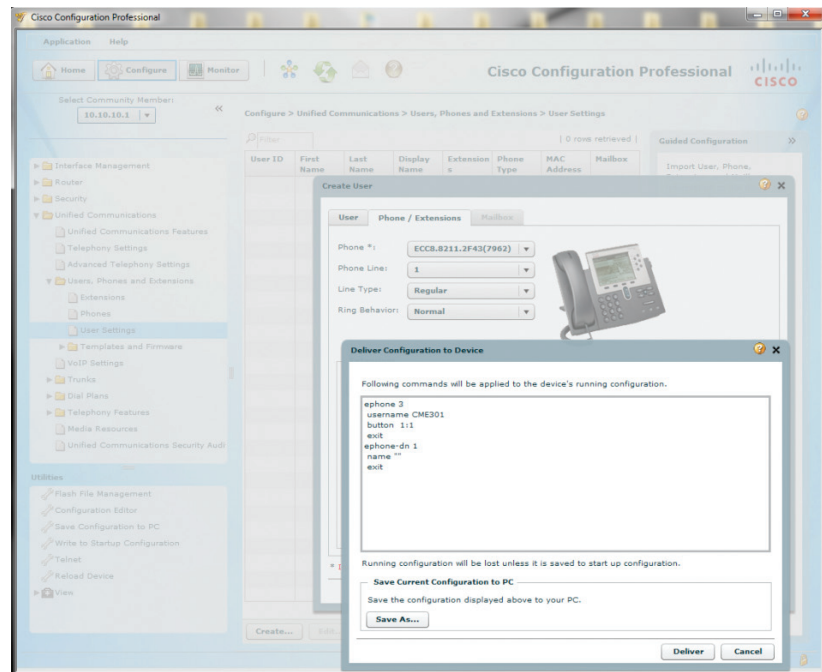 Cisco Configuration Professional
Application Help
Home Configure Monitor
Cisco Configuration Professional
CISCO
Select Community Member:
10.10.10.1
Configure > Unified Communications > Users, Phones and Extensions > User Settings
Filter
| 0 rows retrieved |
Guided Configuration
User ID First Name Last Name Display Name Extension s Phone Type MAC Address Mailbox
Import User, Phone,
Interface Management
Router
Security
Unified Communications
Unified Communications Features
Telephony Settings
Advanced Telephony Settings
Users, Phones and Extensions
Extensions
Phones
User Settings
Templates and Firmware
VoIP Settings
Trunks
Dial Plans
Telephony Features
Media Resources
Unified Communications Security Audi
Utilities
Flash File Management
Configuration Editor
Save Configuration to PC
Write to Startup Configuration
Telnet
Reload Device
View
Create...
Create User
User Phone / Extensions Mailbox
Phone *: ECC8.8211.2F43(7962)
Phone Line: 1
Line Type: Regular
Ring Behavior: Normal
Deliver Configuration to Device
Following commands will be applied to the device's running configuration.
ephone 3
username CME301
button 1:1
exit
ephone-dn 1
name ""
exit
Running configuration will be lost unless it is saved to start up configuration.
Save Current Configuration to PC
Save the configuration displayed above to your PC.
Save As...
Deliver Cancel